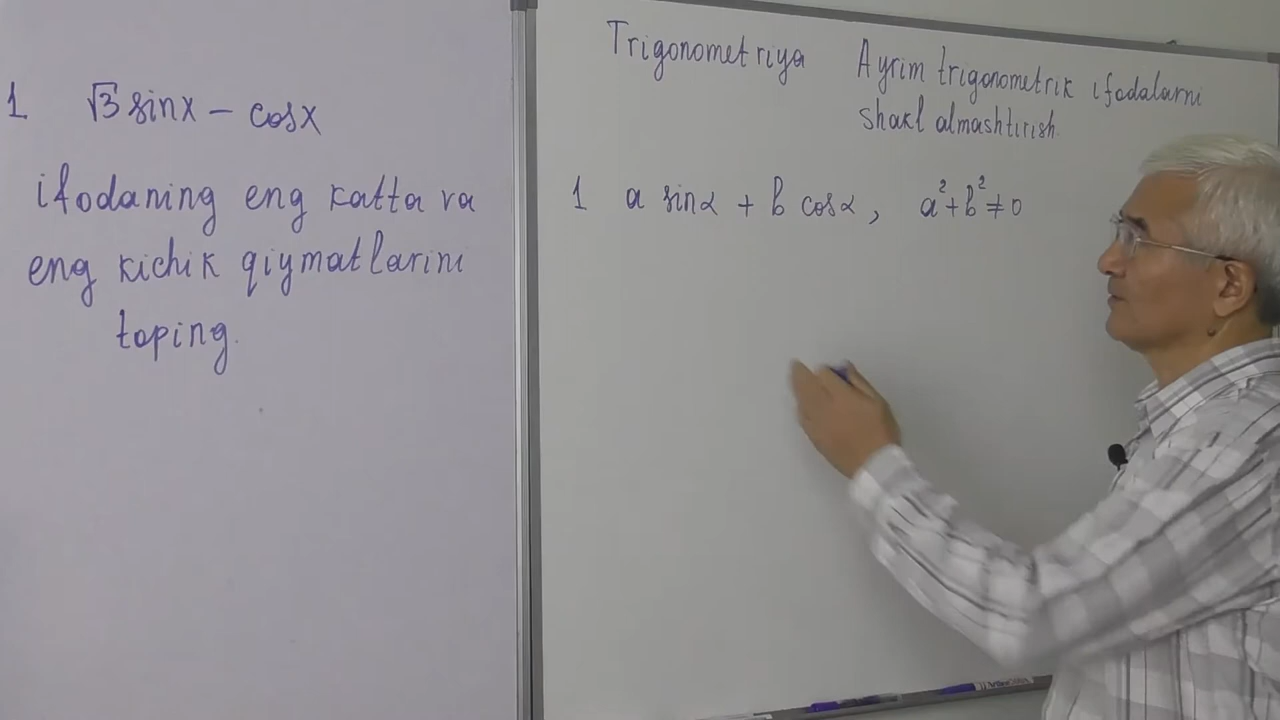 1 √3 sinx – cosx
ifodaning eng katta va
eng kichik qiymatlarini
toping.
Trigonometriya Ayrim trigonometrik ifodalarni
shakl almashtirish.
1 a sinα + b cosα, a²+b²≠0